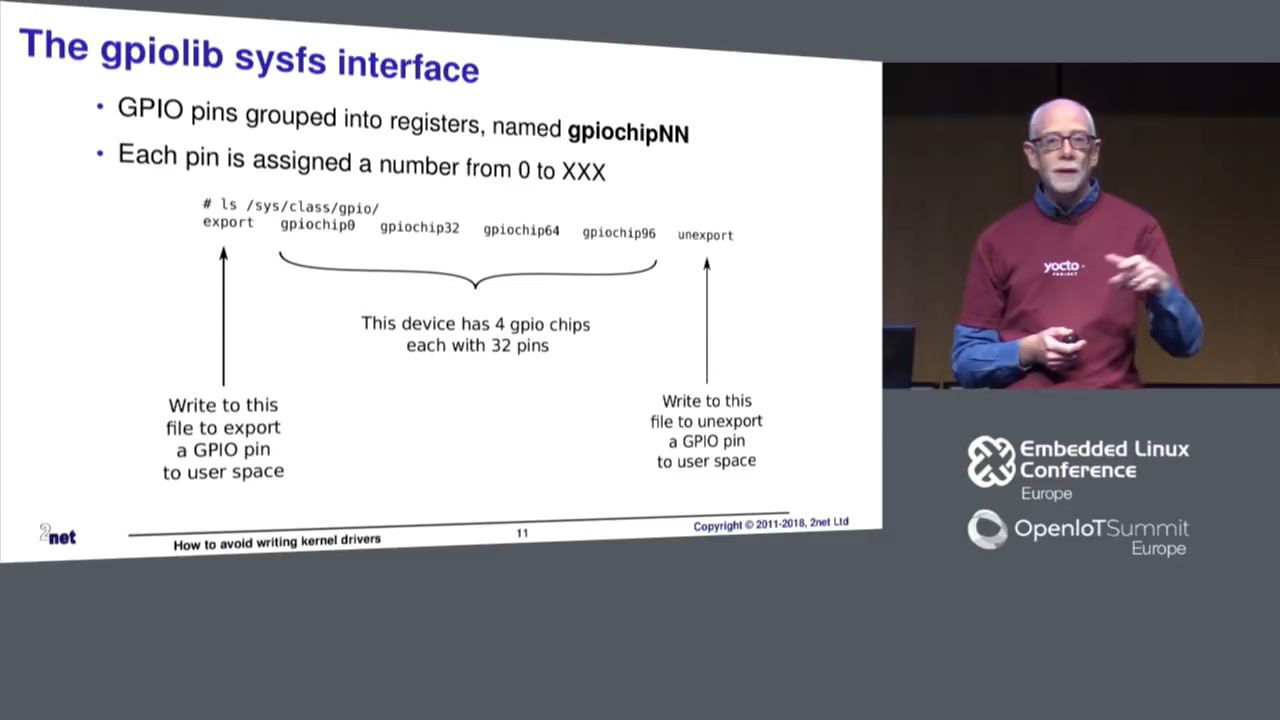 The gpiolib sysfs interface
• GPIO pins grouped into registers, named gpiochipNN
• Each pin is assigned a number from 0 to XXX
# ls /sys/class/gpio/
export gpiochip0 gpiochip32 gpiochip64 gpiochip96 unexport
This device has 4 gpio chips
each with 32 pins
Write to this
file to export
a GPIO pin
to user space
Write to this
file to unexport
a GPIO pin
to user space
2net
How to avoid writing kernel drivers
11
Copyright © 2011-2018, 2net Ltd
yocto
PROJECT
Embedded Linux
Conference
Europe
OpenIoTSummit
Europe